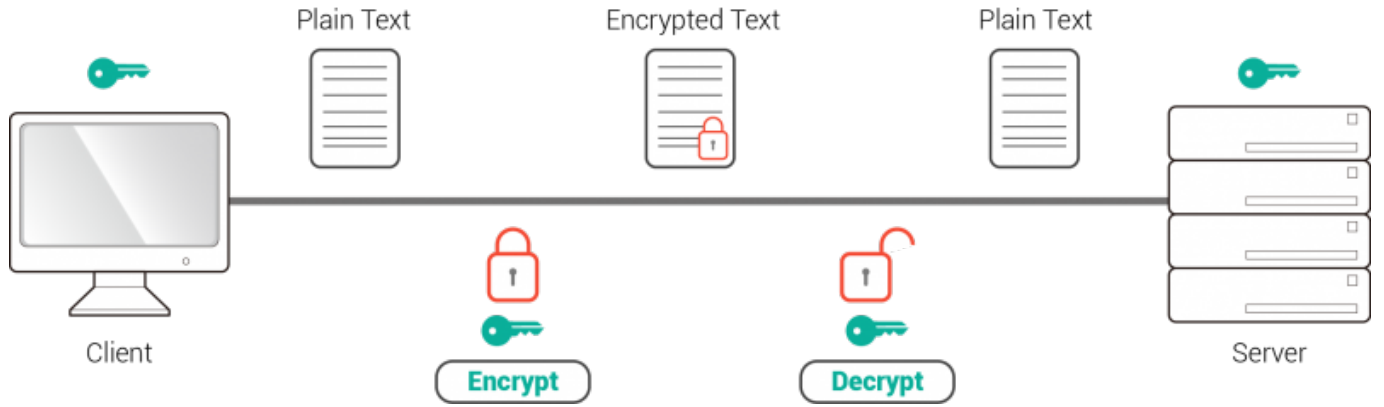 Plain Text
Encrypted Text
Plain Text
Client
Encrypt
Decrypt
Server